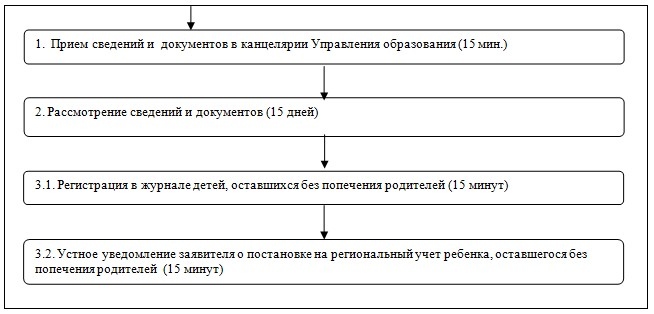 1. Прием сведений и документов в канцелярии Управления образования (15 мин.)
2. Рассмотрение сведений и документов (15 дней)
3.1. Регистрация в журнале детей, оставшихся без попечения родителей (15 минут)
3.2. Устное уведомление заявителя о постановке на региональный учет ребенка, оставшегося без
попечения родителей (15 минут)